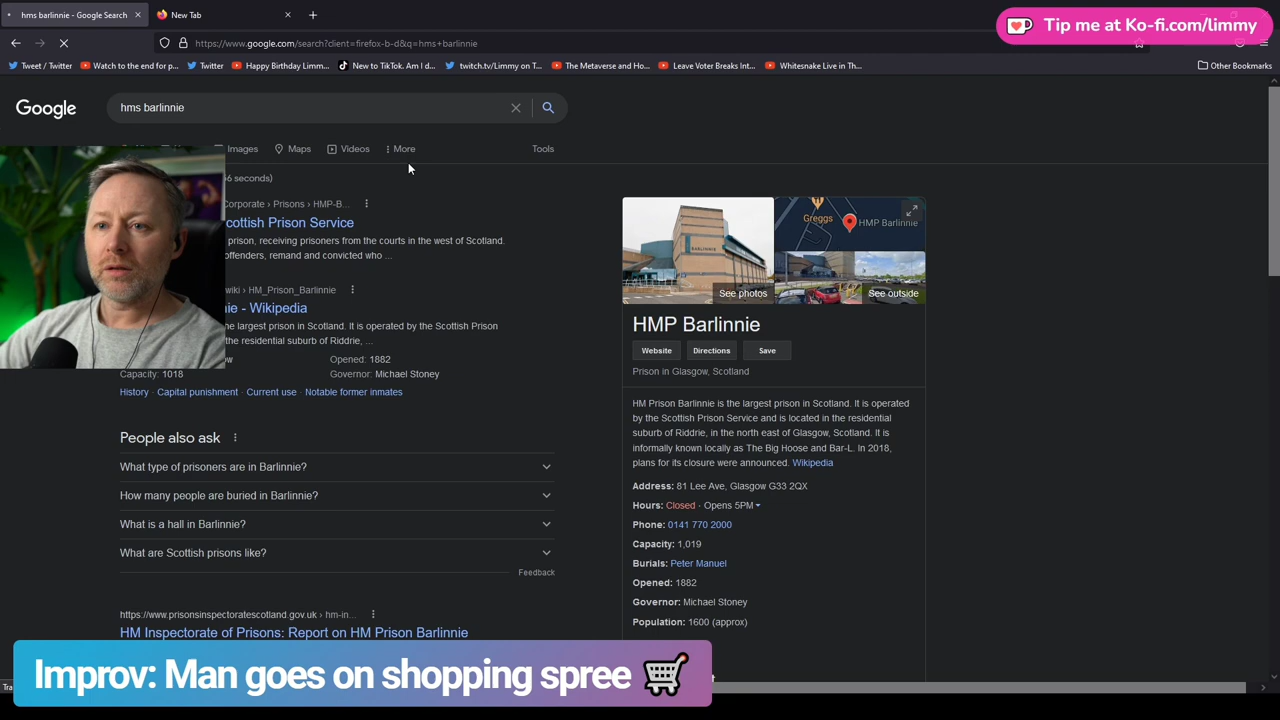 hms barlinnie - Google Search
New Tab
https://www.google.com/search?client=firefox-b-d&q=hms+barlinnie
Tip me at Ko-fi.com/limmy
Tweet / Twitter
Watch to the end for p...
Twitter
Happy Birthday Limm...
New to TikTok. Am I d...
twitch.tv/Limmy on T...
The Metaverse and Ho...
Leave Voter Breaks Int...
Whitesnake Live in Th...
Other Bookmarks
Google
hms barlinnie
Images
Maps
Videos
More
Tools
6 seconds)
Corporate › Prisons › HMP-B...
cottish Prison Service
prison, receiving prisoners from the courts in the west of Scotland.
offenders, remand and convicted who ...
wiki › HM_Prison_Barlinnie
ie - Wikipedia
he largest prison in Scotland. It is operated by the Scottish Prison
the residential suburb of Riddrie, ...
Opened: 1882
Capacity: 1018
Governor: Michael Stoney
History · Capital punishment · Current use · Notable former inmates
People also ask
What type of prisoners are in Barlinnie?
How many people are buried in Barlinnie?
What is a hall in Barlinnie?
What are Scottish prisons like?
Feedback
https://www.prisonsinspectoratescotland.gov.uk › hm-in...
HM Inspectorate of Prisons: Report on HM Prison Barlinnie
BARLINNIE
See photos
Greggs
HMP Barlinnie
See outside
HMP Barlinnie
Website
Directions
Save
Prison in Glasgow, Scotland
HM Prison Barlinnie is the largest prison in Scotland. It is operated
by the Scottish Prison Service and is located in the residential
suburb of Riddrie, in the north east of Glasgow, Scotland. It is
informally known locally as The Big Hoose and Bar-L. In 2018,
plans for its closure were announced. Wikipedia
Address: 81 Lee Ave, Glasgow G33 2QX
Hours: Closed · Opens 5PM
Phone: 0141 770 2000
Capacity: 1,019
Burials: Peter Manuel
Opened: 1882
Governor: Michael Stoney
Population: 1600 (approx)
Improv: Man goes on shopping spree